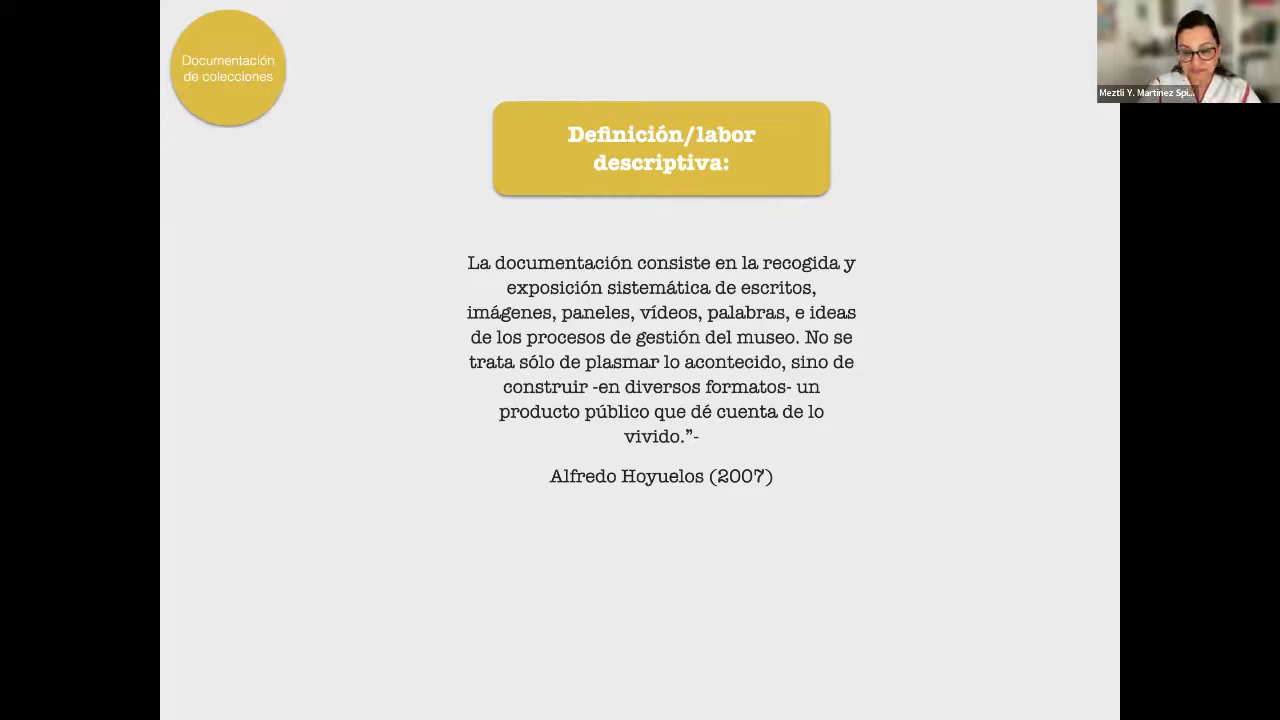 Documentación
de colecciones
Meztli Y. Martínez Spi...
Definición/labor
descriptiva:
La documentación consiste en la recogida y
exposición sistemática de escritos,
imágenes, paneles, vídeos, palabras, e ideas
de los procesos de gestión del museo. No se
trata sólo de plasmar lo acontecido, sino de
construir -en diversos formatos- un
producto público que dé cuenta de lo
vivido.”-
Alfredo Hoyuelos (2007)